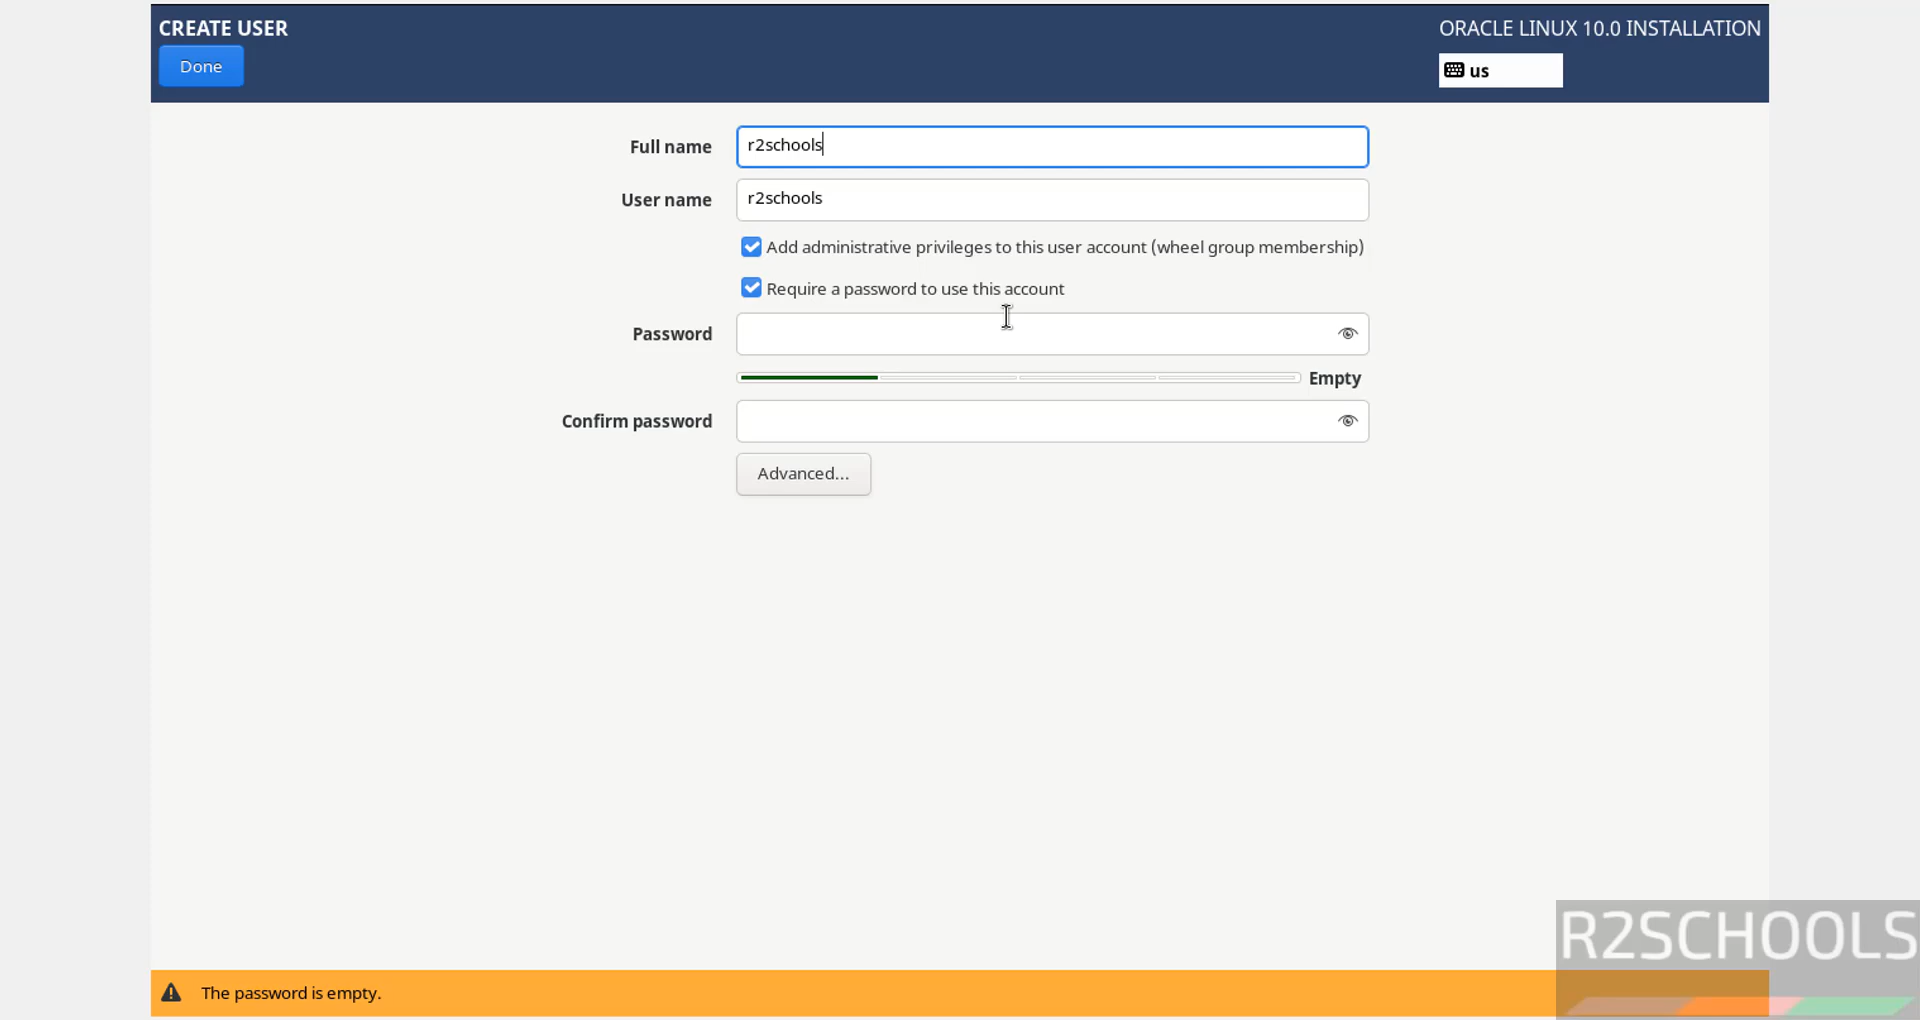 CREATE USER
ORACLE LINUX 10.0 INSTALLATION
Done
us
Full name
r2schools
User name
r2schools
Add administrative privileges to this user account (wheel group membership)
Require a password to use this account
Password
Empty
Confirm password
Advanced...
R2SCHOOLS
The password is empty.